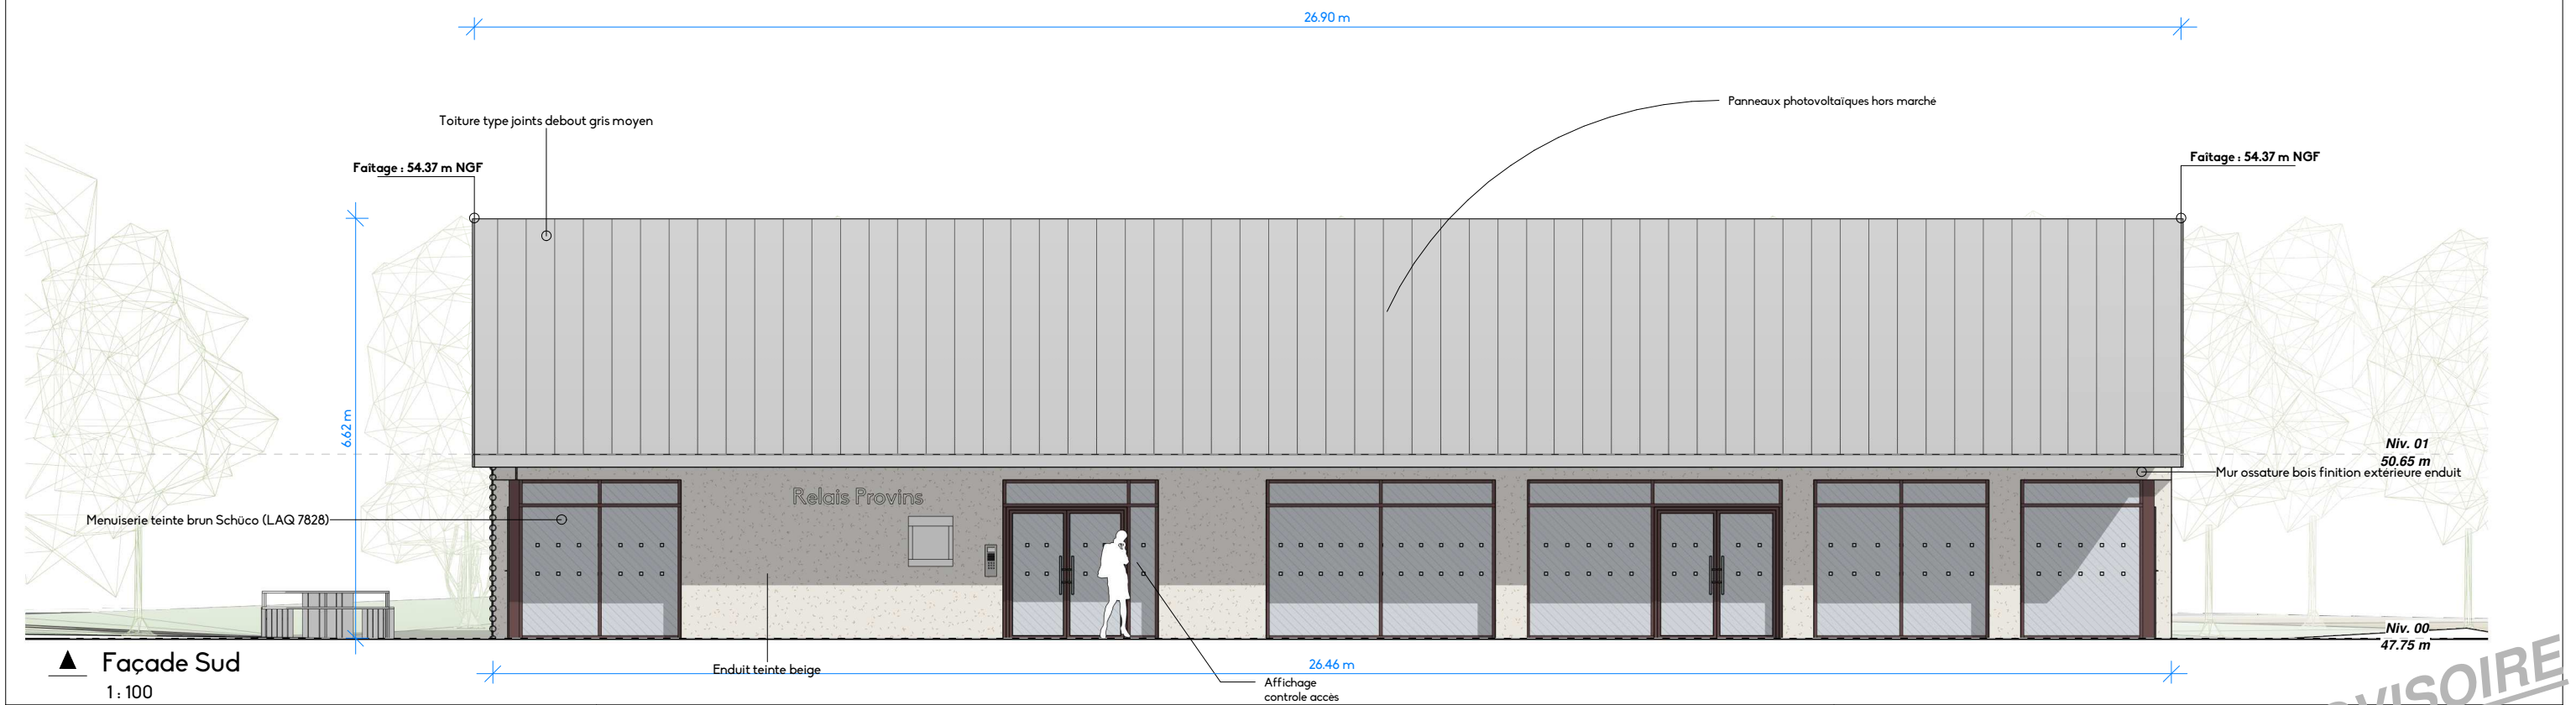 26.90 m
Panneaux photovoltaïques hors marché
Toiture type joints debout gris moyen
Faîtage : 54.37 m NGF
Faîtage : 54.37 m NGF
6.62 m
Niv. 01
50.65 m
Mur ossature bois finition extérieure enduit
Relais Provins
Menuiserie teinte brun Schüco (LAQ 7828)
Niv. 00
47.75 m
Façade Sud
1 : 100
Enduit teinte beige
26.46 m
Affichage
controle accès
VISOIRE